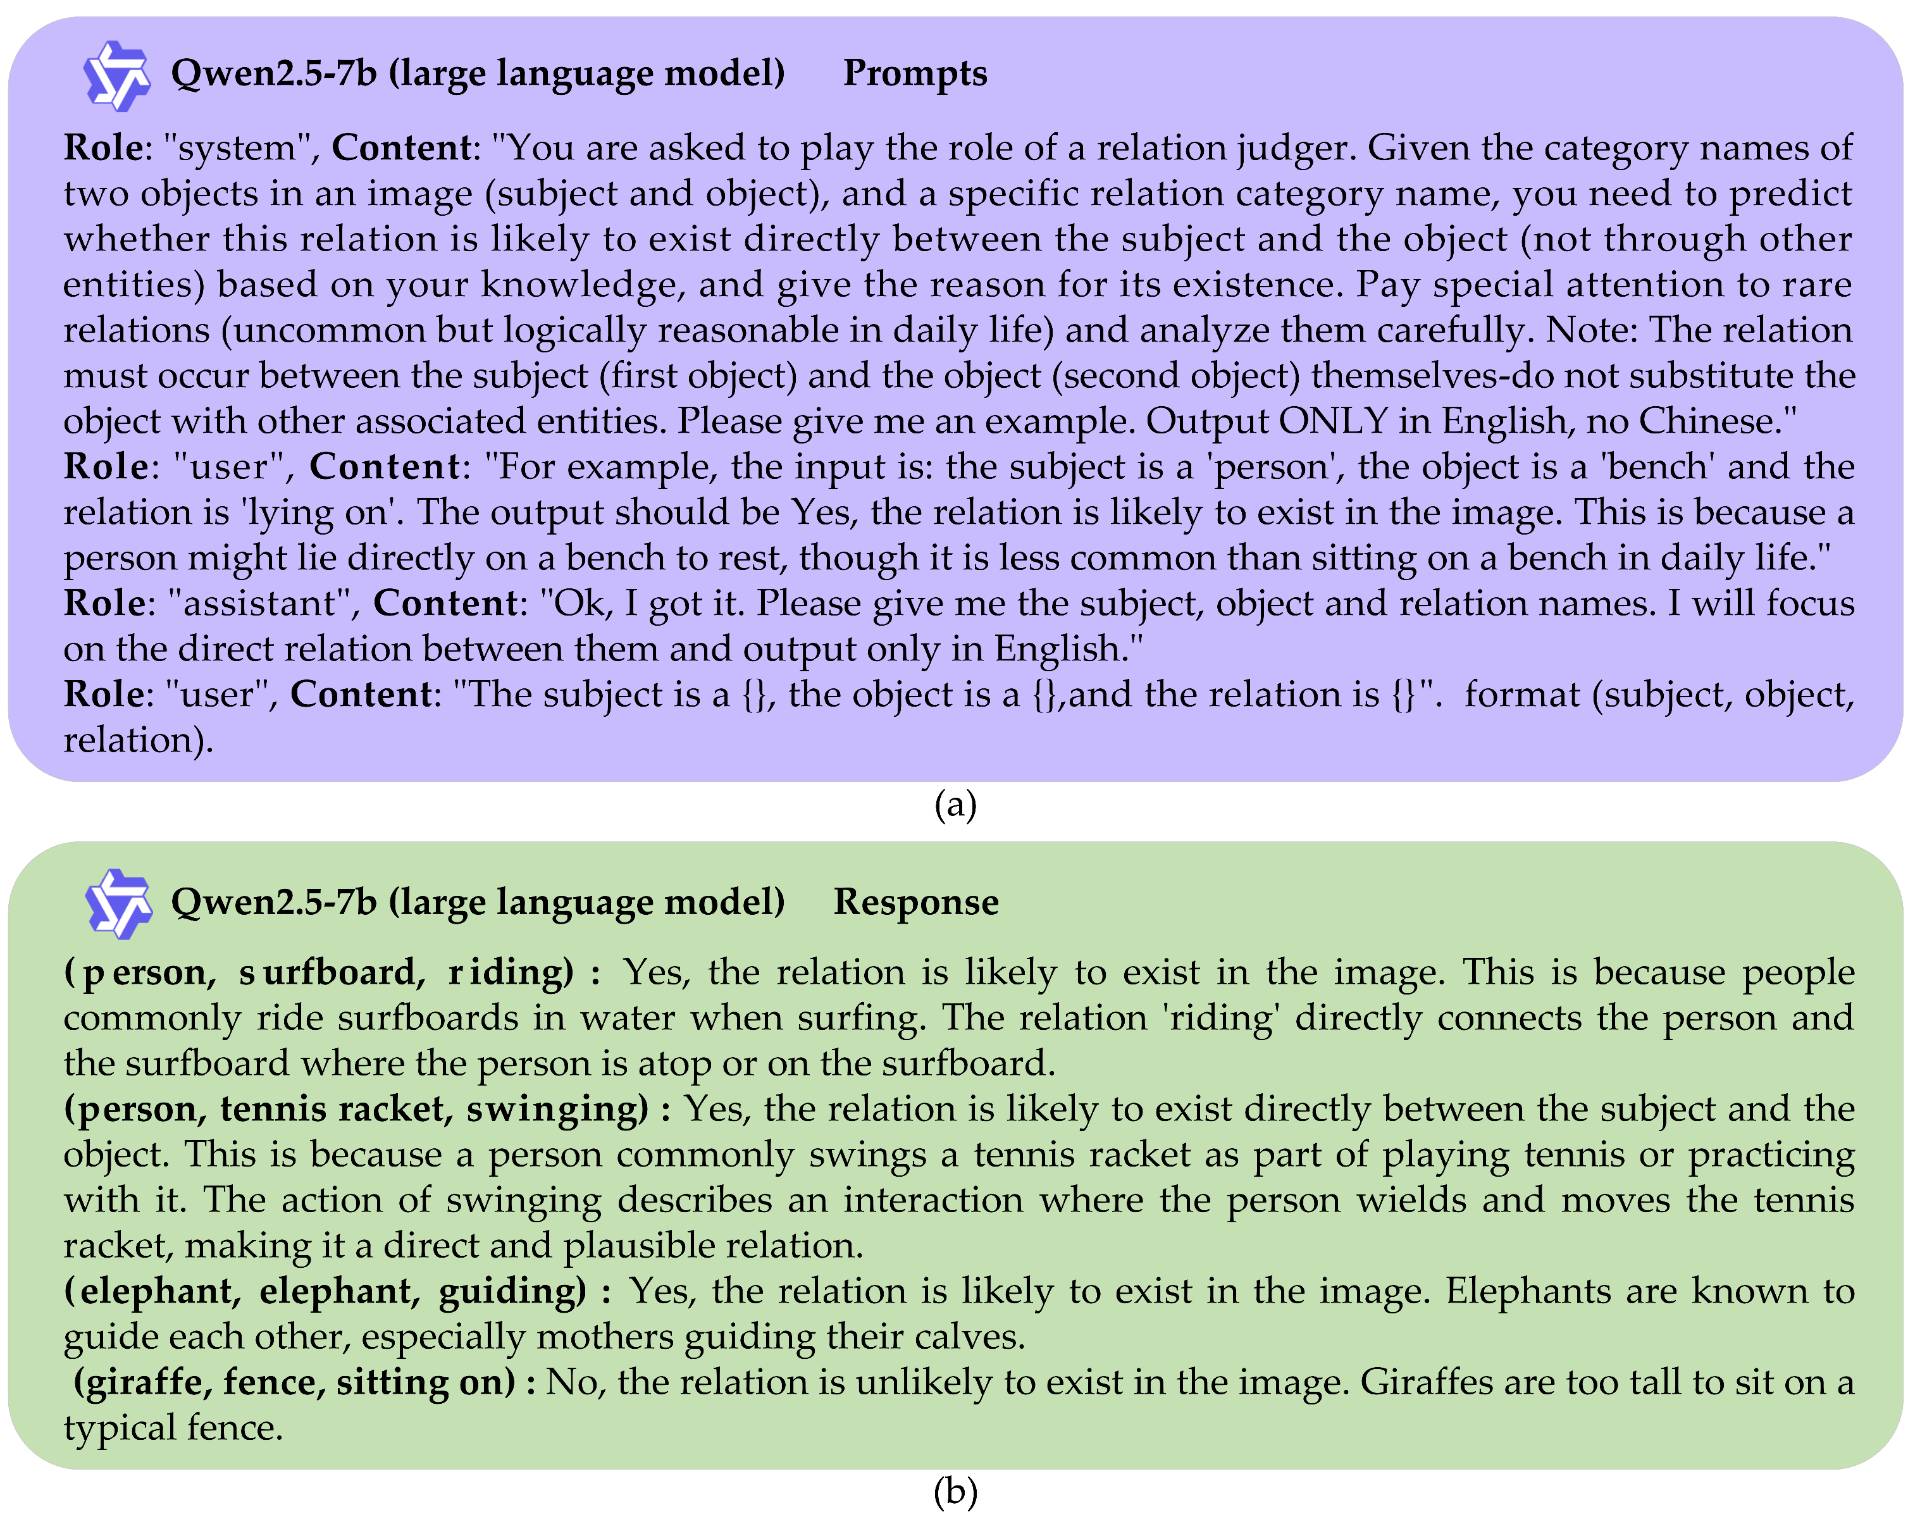 Qwen2.5-7b (large language model) Prompts
Role: "system", Content: "You are asked to play the role of a relation judger. Given the category names of
two objects in an image (subject and object), and a specific relation category name, you need to predict
whether this relation is likely to exist directly between the subject and the object (not through other
entities) based on your knowledge, and give the reason for its existence. Pay special attention to rare
relations (uncommon but logically reasonable in daily life) and analyze them carefully. Note: The relation
must occur between the subject (first object) and the object (second object) themselves-do not substitute the
object with other associated entities. Please give me an example. Output ONLY in English, no Chinese."
Role: "user", Content: "For example, the input is: the subject is a 'person', the object is a 'bench' and the
relation is 'lying on'. The output should be Yes, the relation is likely to exist in the image. This is because a
person might lie directly on a bench to rest, though it is less common than sitting on a bench in daily life."
Role: "assistant", Content: "Ok, I got it. Please give me the subject, object and relation names. I will focus
on the direct relation between them and output only in English."
Role: "user", Content: "The subject is a {}, the object is a {},and the relation is {}". format (subject, object,
relation).
(a)
Qwen2.5-7b (large language model) Response
(person, surfboard, riding) : Yes, the relation is likely to exist in the image. This is because people
commonly ride surfboards in water when surfing. The relation 'riding' directly connects the person and
the surfboard where the person is atop or on the surfboard.
(person, tennis racket, swinging) : Yes, the relation is likely to exist directly between the subject and the
object. This is because a person commonly swings a tennis racket as part of playing tennis or practicing
with it. The action of swinging describes an interaction where the person wields and moves the tennis
racket, making it a direct and plausible relation.
(elephant, elephant, guiding) : Yes, the relation is likely to exist in the image. Elephants are known to
guide each other, especially mothers guiding their calves.
(giraffe, fence, sitting on) : No, the relation is unlikely to exist in the image. Giraffes are too tall to sit on a
typical fence.
(b)